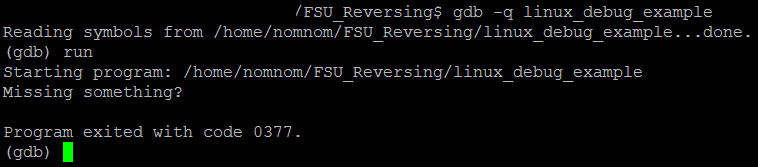 /FSU_Reversing$ gdb -q linux_debug_example
Reading symbols from /home/nomnom/FSU_Reversing/linux_debug_example...done.
(gdb) run
Starting program: /home/nomnom/FSU_Reversing/linux_debug_example
Missing something?
Program exited with code 0377.
(gdb)